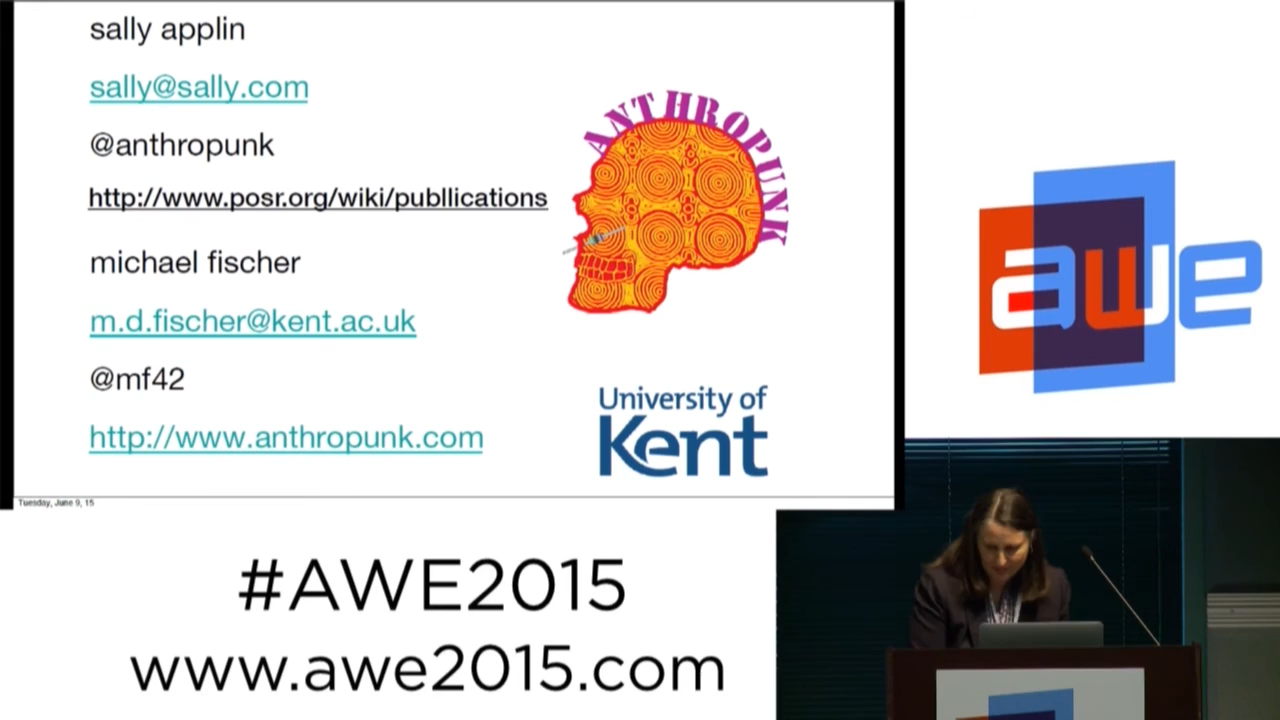 sally applin
sally@sally.com
@anthropunk
http://www.posr.org/wiki/publlications
michael fischer
m.d.fischer@kent.ac.uk
@mf42
http://www.anthropunk.com
ANTHROPUNK
University of
Kent
Tuesday, June 9, 15
awe
#AWE2015
www.awe2015.com